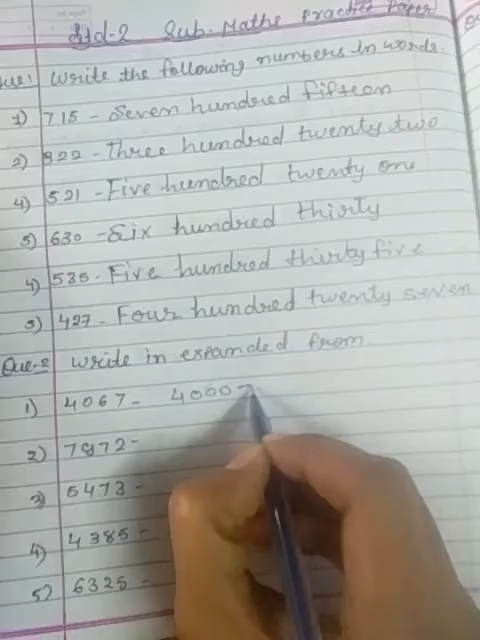 Std-2 Sub-Maths Practice Paper
Que:1 Write the following numbers in words.
1) 715 - Seven hundred fifteen
2) 322 - Three hundred twenty two
4) 521 - Five hundred twenty one
5) 630 - Six hundred thirty
4) 535 - Five hundred thirty five
5) 427 - Four hundred twenty seven
Que-2 Write in expanded from
1) 4067 - 4000
2) 7972 -
3) 5473 -
4) 4385 -
5) 6325 -